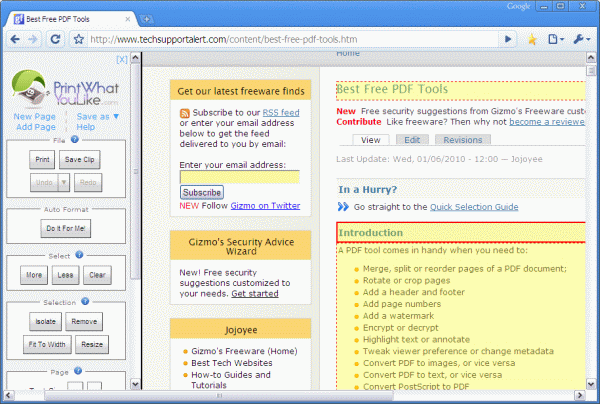 Google
Best Free PDF Tools
http://www.techsupportalert.com/content/best-free-pdf-tools.htm
[X]
PrintWhat
YouLike.com
New Page
Save as ▼
Add Page
Help
File
Print
Save Clip
Undo
Redo
Auto Format
Do It For Me!
Select
More
Less
Clear
Selection
Isolate
Remove
Fit To Width
Resize
Page
Home
Get our latest freeware finds
Subscribe to our RSS feed
or enter your email address
below to get the feed
delivered to you by email:
Enter your email address:
Subscribe
NEW Follow Gizmo on Twitter
Gizmo's Security Advice
Wizard
New! Free security
suggestions customized to
your needs. Get started
Jojoyee
Gizmo's Freeware (Home)
Best Tech Websites
How-to Guides and
Tutorials
Best Free PDF Tools
New Free security suggestions from Gizmo's Freeware custom
Contribute Like freeware? Then why not become a reviewe
View
Edit
Revisions
Last Update: Wed, 01/06/2010 - 12:00 — Jojoyee
In a Hurry?
Go straight to the Quick Selection Guide
Introduction
A PDF tool comes in handy when you need to:
Merge, split or reorder pages of a PDF document;
Rotate or crop pages
Add a header and footer
Add page numbers
Add a watermark
Encrypt or decrypt
Highlight text or annotate
Tweak viewer preference or change metadata
Convert PDF to images, or vice versa
Convert PDF to text, or vice versa
Convert PostScript to PDF